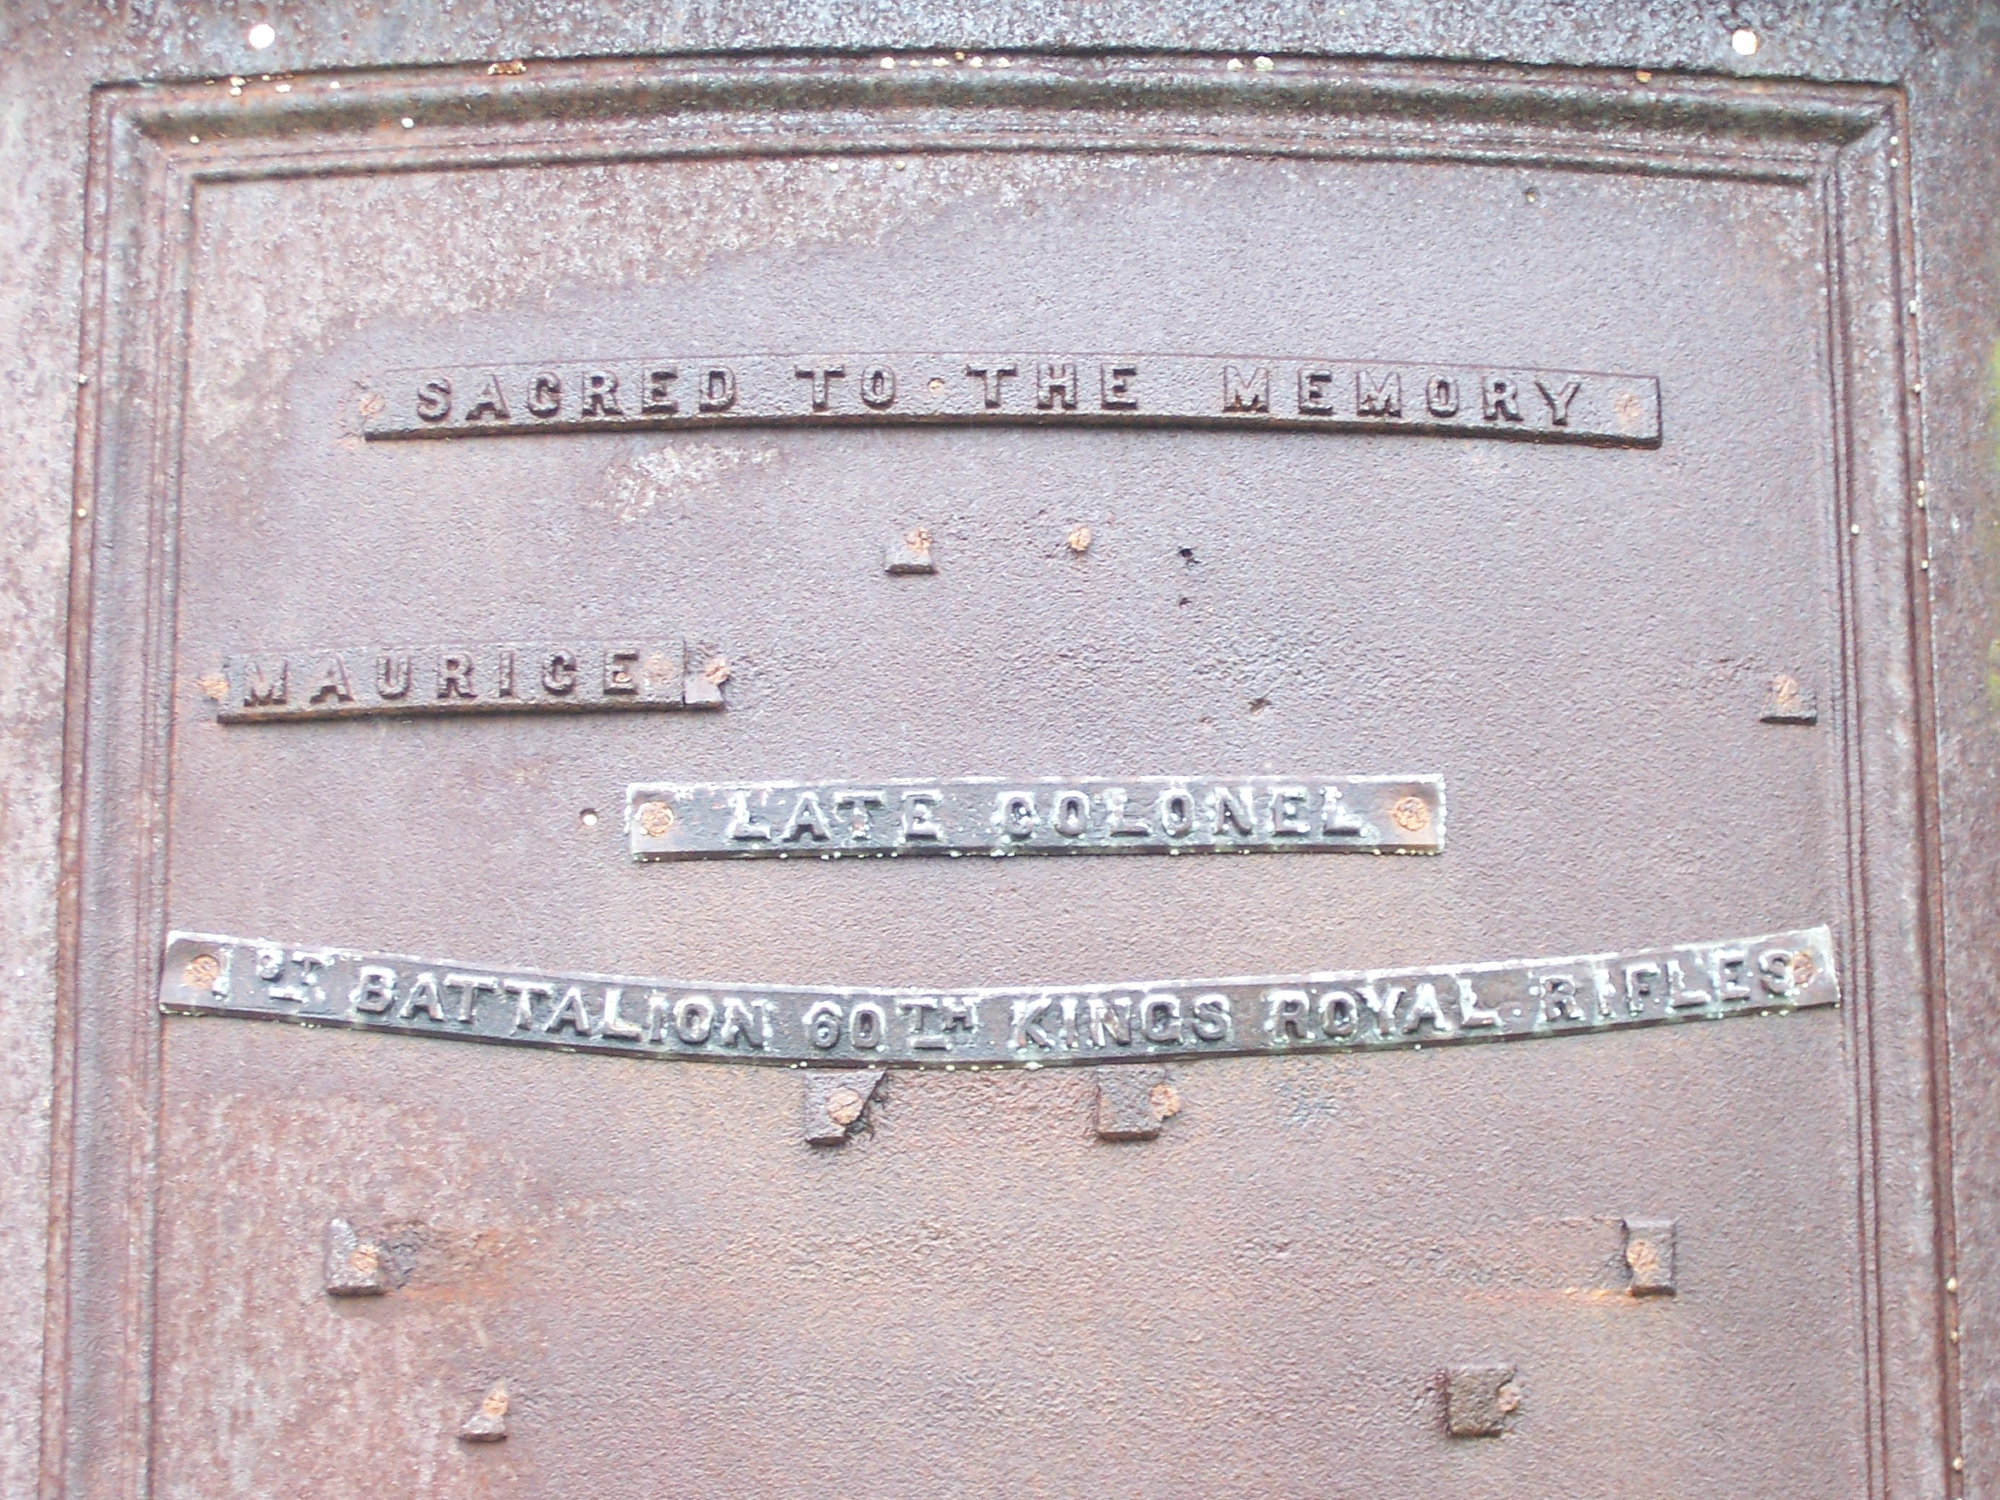 SACRED TO THE MEMORY
MAURICE
LATE COLONEL
1ST BATTALION 60TH KINGS ROYAL RIFLES